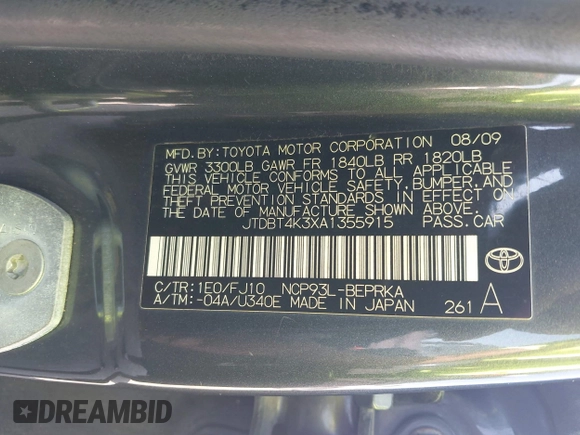 MFD.BY:TOYOTA MOTOR CORPORATION 08/09
GVWR 3300LB GAWR FR 1840LB RR 1820LB
THIS VEHICLE CONFORMS TO ALL APPLICABLE
FEDERAL MOTOR VEHICLE SAFETY, BUMPER, AND
THEFT PREVENTION STANDARDS IN EFFECT ON
THE DATE OF MANUFACTURE SHOWN ABOVE.
JTDBT4K3XA1355915 PASS.CAR
C/TR:1E0/FJ10 NCP93L-BEPRKA
A/TM:-04A/U340E MADE IN JAPAN 261 A
DREAMBID